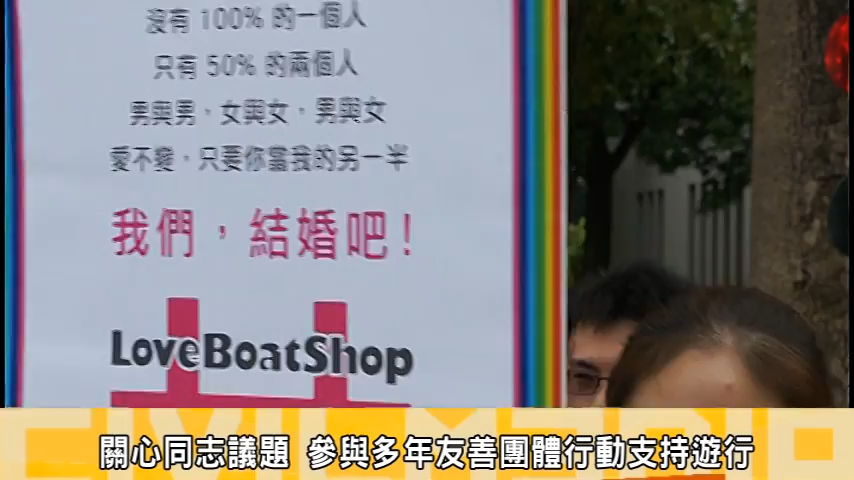 沒有 100% 的一個人
只有 50% 的兩個人
男與男、女與女、男與女
愛不變，只要你當我的另一半
我們，結婚吧！
LoveBoatShop
關心同志議題 參與多年友善團體行動支持遊行